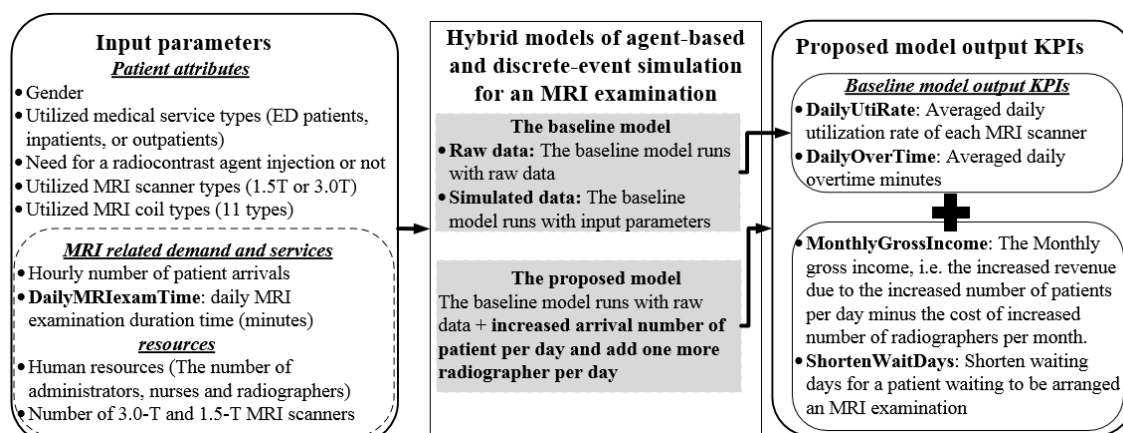 Input parameters
Patient attributes
• Gender
• Utilized medical service types (ED patients,
inpatients, or outpatients)
• Need for a radiocontrast agent injection or not
• Utilized MRI scanner types (1.5T or 3.0T)
• Utilized MRI coil types (11 types)
MRI related demand and services
• Hourly number of patient arrivals
• DailyMRIexamTime: daily MRI
examination duration time (minutes)
resources
• Human resources (The number of
administrators, nurses and radiographers)
• Number of 3.0-T and 1.5-T MRI scanners
Hybrid models of agent-based
and discrete-event simulation
for an MRI examination
The baseline model
• Raw data: The baseline model runs
with raw data
• Simulated data: The baseline
model runs with input parameters
The proposed model
The baseline model runs with raw
data + increased arrival number of
patient per day and add one more
radiographer per day
Proposed model output KPIs
Baseline model output KPIs
• DailyUtiRate: Averaged daily
utilization rate of each MRI scanner
• DailyOverTime: Averaged daily
overtime minutes
• MonthlyGrossIncome: The Monthly
gross income, i.e. the increased revenue
due to the increased number of patients
per day minus the cost of increased
number of radiographers per month.
• ShortenWaitDays: Shorten waiting
days for a patient waiting to be arranged
an MRI examination